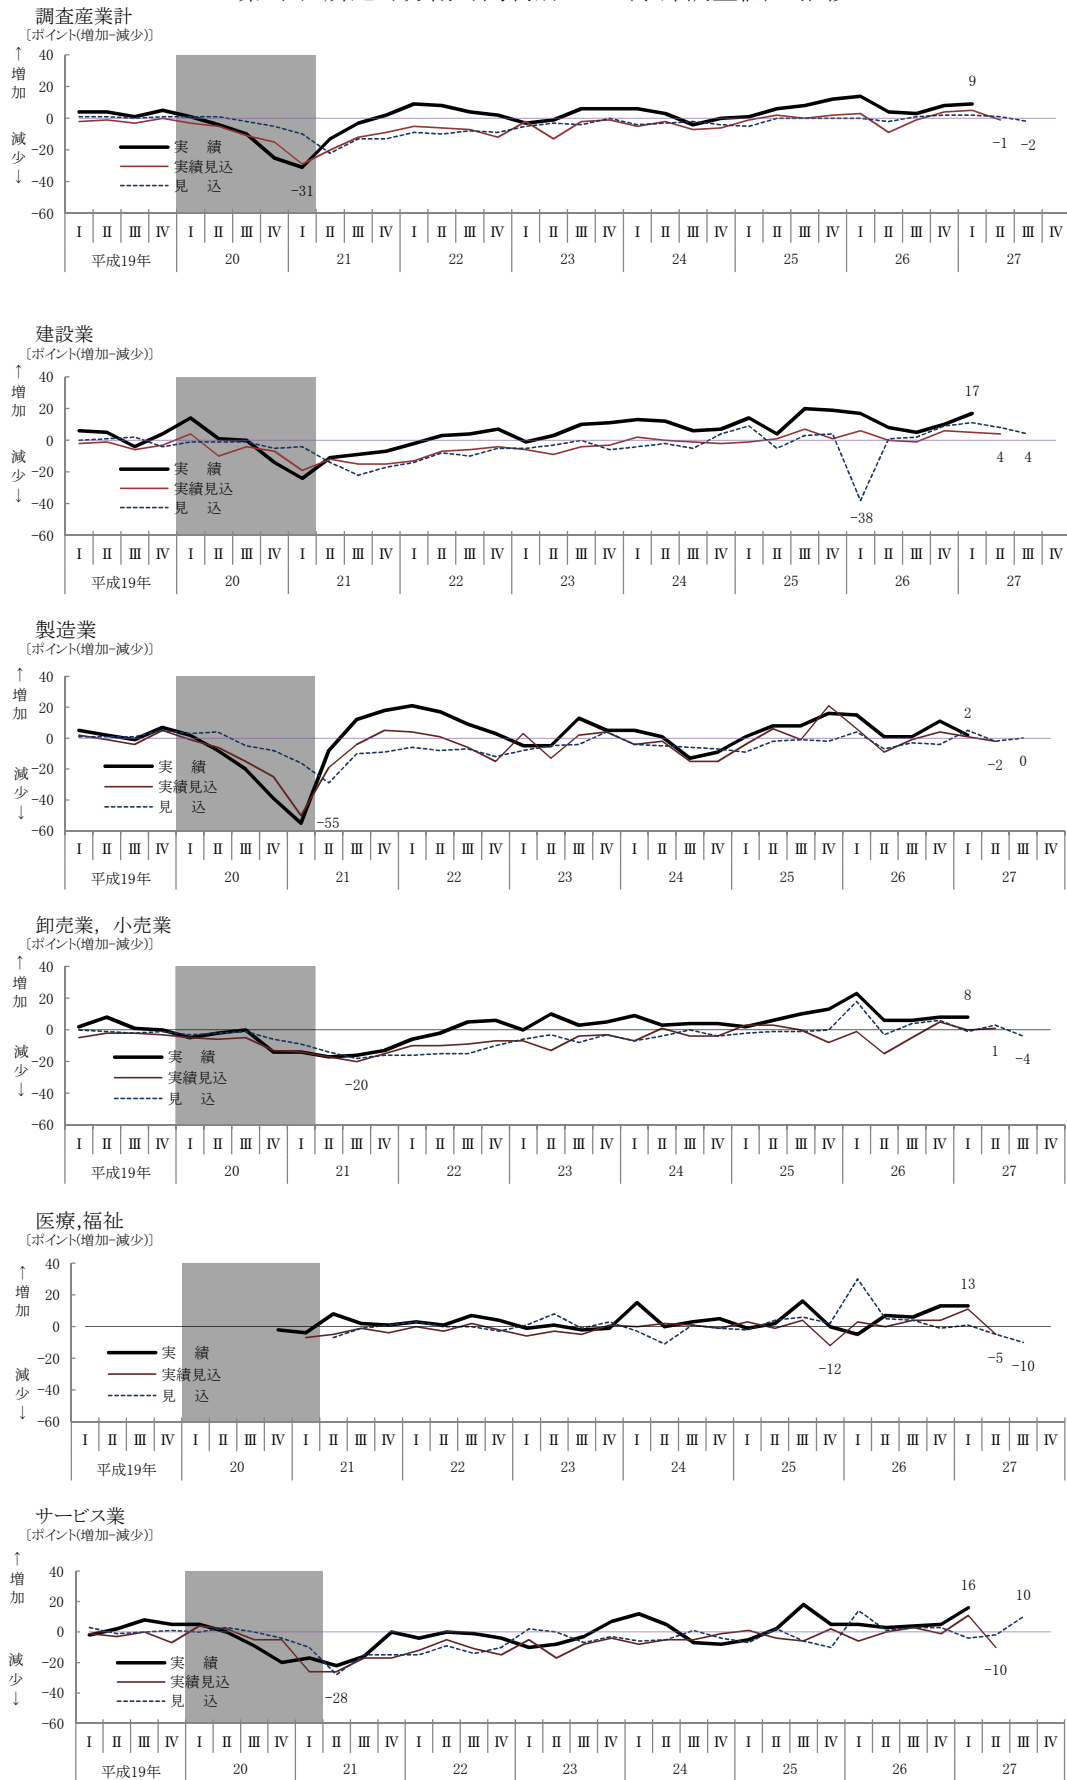 調査産業計
〔ポイント(増加-減少)〕
↑
増
加
減
少
↓
40
20
0
-20
-40
-60
実　績
実績見込
見　込
-31
9
-1
-2
Ⅰ Ⅱ Ⅲ Ⅳ Ⅰ Ⅱ Ⅲ Ⅳ Ⅰ Ⅱ Ⅲ Ⅳ Ⅰ Ⅱ Ⅲ Ⅳ Ⅰ Ⅱ Ⅲ Ⅳ Ⅰ Ⅱ Ⅲ Ⅳ Ⅰ Ⅱ Ⅲ Ⅳ Ⅰ Ⅱ Ⅲ Ⅳ Ⅰ Ⅱ Ⅲ Ⅳ
平成19年 20 21 22 23 24 25 26 27
建設業
〔ポイント(増加-減少)〕
↑
増
加
減
少
↓
40
20
0
-20
-40
-60
実　績
実績見込
見　込
17
4
4
-38
Ⅰ Ⅱ Ⅲ Ⅳ Ⅰ Ⅱ Ⅲ Ⅳ Ⅰ Ⅱ Ⅲ Ⅳ Ⅰ Ⅱ Ⅲ Ⅳ Ⅰ Ⅱ Ⅲ Ⅳ Ⅰ Ⅱ Ⅲ Ⅳ Ⅰ Ⅱ Ⅲ Ⅳ Ⅰ Ⅱ Ⅲ Ⅳ Ⅰ Ⅱ Ⅲ Ⅳ
平成19年 20 21 22 23 24 25 26 27
製造業
〔ポイント(増加-減少)〕
↑
増
加
減
少
↓
40
20
0
-20
-40
-60
実　績
実績見込
見　込
-55
2
-2
0
Ⅰ Ⅱ Ⅲ Ⅳ Ⅰ Ⅱ Ⅲ Ⅳ Ⅰ Ⅱ Ⅲ Ⅳ Ⅰ Ⅱ Ⅲ Ⅳ Ⅰ Ⅱ Ⅲ Ⅳ Ⅰ Ⅱ Ⅲ Ⅳ Ⅰ Ⅱ Ⅲ Ⅳ Ⅰ Ⅱ Ⅲ Ⅳ Ⅰ Ⅱ Ⅲ Ⅳ
平成19年 20 21 22 23 24 25 26 27
卸売業，小売業
〔ポイント(増加-減少)〕
↑
増
加
減
少
↓
40
20
0
-20
-40
-60
実　績
実績見込
見　込
-20
8
1
-4
Ⅰ Ⅱ Ⅲ Ⅳ Ⅰ Ⅱ Ⅲ Ⅳ Ⅰ Ⅱ Ⅲ Ⅳ Ⅰ Ⅱ Ⅲ Ⅳ Ⅰ Ⅱ Ⅲ Ⅳ Ⅰ Ⅱ Ⅲ Ⅳ Ⅰ Ⅱ Ⅲ Ⅳ Ⅰ Ⅱ Ⅲ Ⅳ Ⅰ Ⅱ Ⅲ Ⅳ
平成19年 20 21 22 23 24 25 26 27
医療,福祉
〔ポイント(増加-減少)〕
↑
増
加
減
少
↓
40
20
0
-20
-40
-60
実　績
実績見込
見　込
13
-12
-5
-10
Ⅰ Ⅱ Ⅲ Ⅳ Ⅰ Ⅱ Ⅲ Ⅳ Ⅰ Ⅱ Ⅲ Ⅳ Ⅰ Ⅱ Ⅲ Ⅳ Ⅰ Ⅱ Ⅲ Ⅳ Ⅰ Ⅱ Ⅲ Ⅳ Ⅰ Ⅱ Ⅲ Ⅳ Ⅰ Ⅱ Ⅲ Ⅳ Ⅰ Ⅱ Ⅲ Ⅳ
平成19年 20 21 22 23 24 25 26 27
サービス業
〔ポイント(増加-減少)〕
↑
増
加
減
少
↓
40
20
0
-20
-40
-60
実　績
実績見込
見　込
-28
16
10
-10
Ⅰ Ⅱ Ⅲ Ⅳ Ⅰ Ⅱ Ⅲ Ⅳ Ⅰ Ⅱ Ⅲ Ⅳ Ⅰ Ⅱ Ⅲ Ⅳ Ⅰ Ⅱ Ⅲ Ⅳ Ⅰ Ⅱ Ⅲ Ⅳ Ⅰ Ⅱ Ⅲ Ⅳ Ⅰ Ⅱ Ⅲ Ⅳ Ⅰ Ⅱ Ⅲ Ⅳ
平成19年 20 21 22 23 24 25 26 27